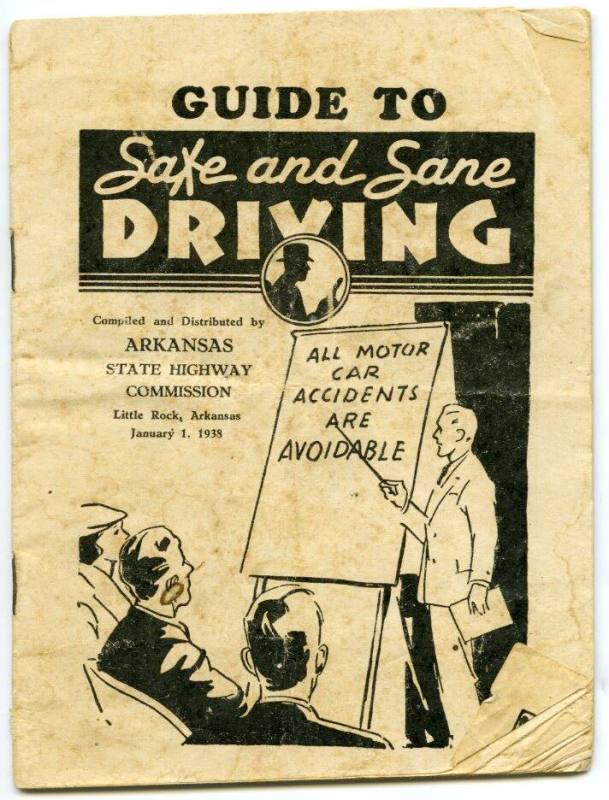 GUIDE TO
Safe and Sane
DRIVING
Compiled and Distributed by
ARKANSAS
STATE HIGHWAY
COMMISSION
Little Rock, Arkansas
January 1, 1938
ALL MOTOR
CAR
ACCIDENTS
ARE
AVOIDABLE